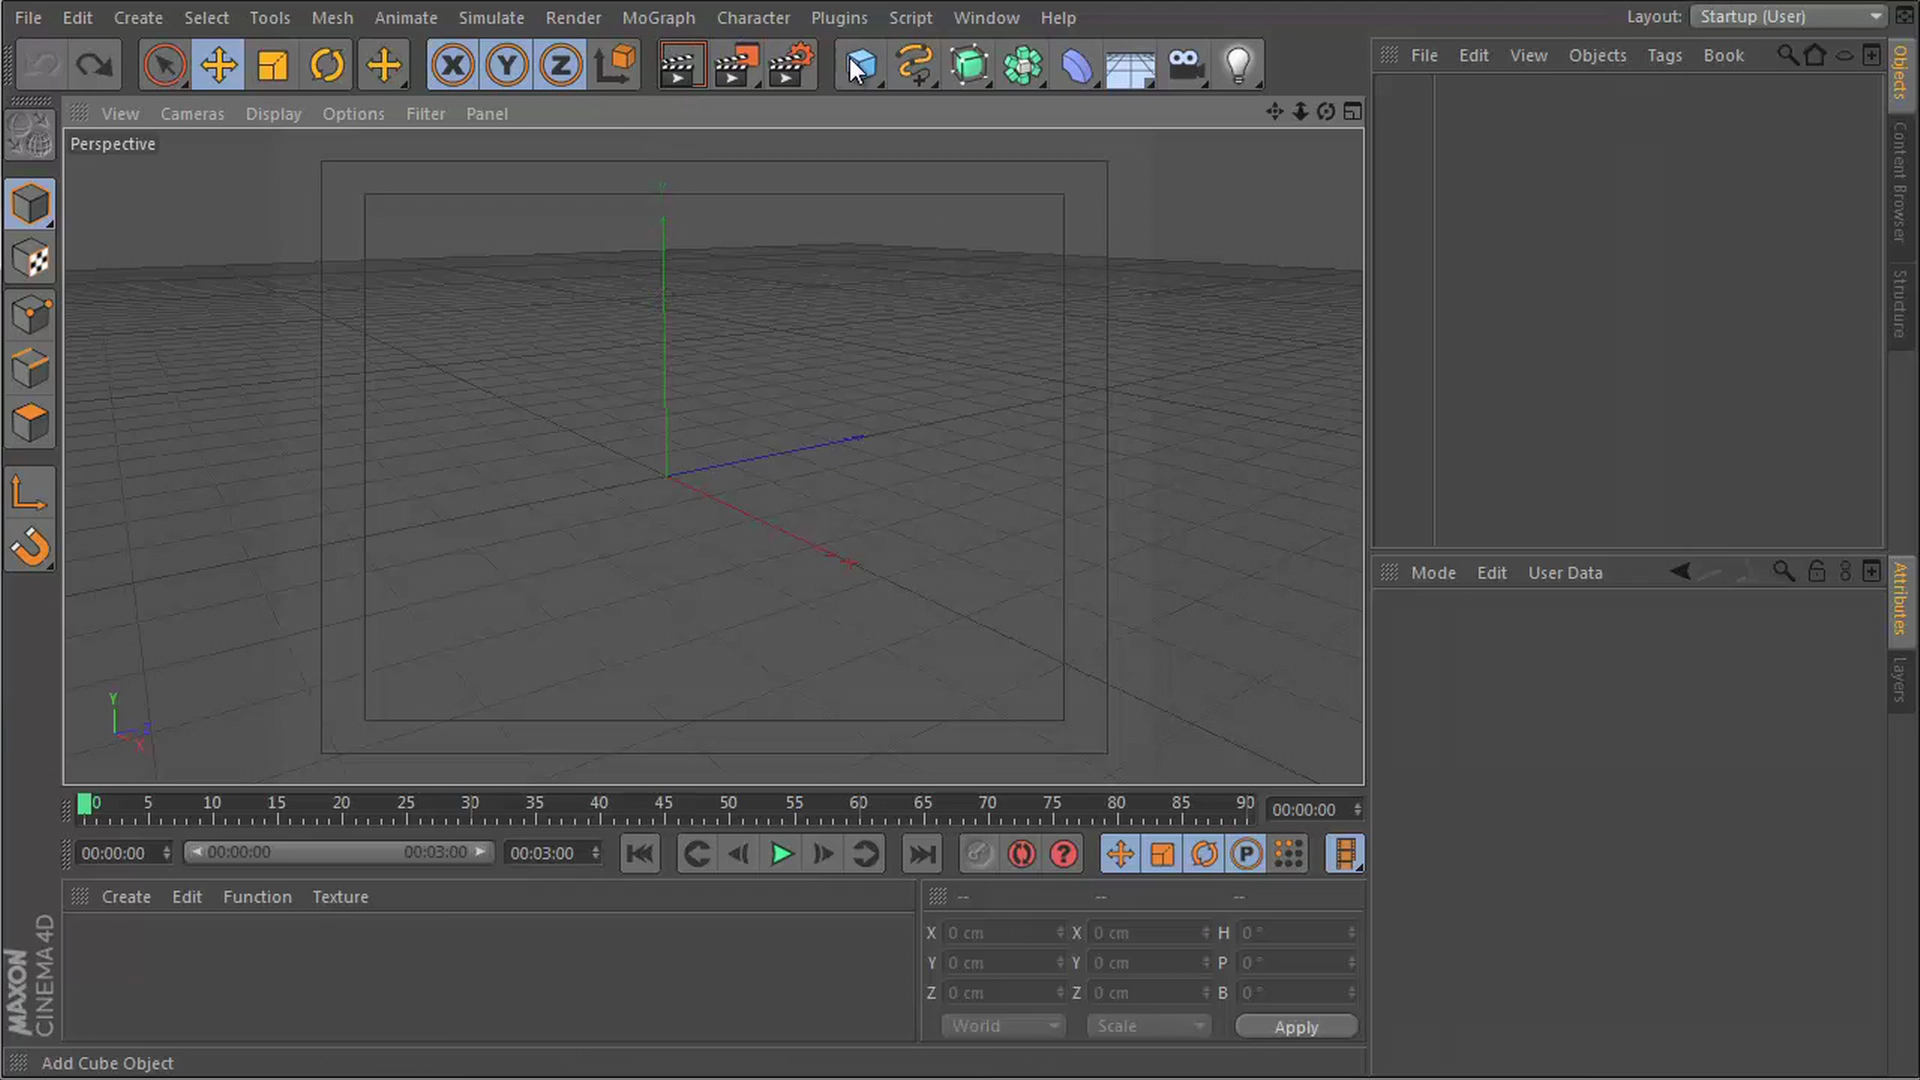 File Edit Create Select Tools Mesh Animate Simulate Render MoGraph Character Plugins Script Window Help
Layout: Startup (User)
X Y Z
File Edit View Objects Tags Book
Objects
Content Browser
Structure
View Cameras Display Options Filter Panel
Perspective
Y
Z
X
Mode Edit User Data
Attributes
Layers
0 5 10 15 20 25 30 35 40 45 50 55 60 65 70 75 80 85 90 00:00:00
00:00:00 00:00:00 00:03:00 00:03:00
? P
Create Edit Function Texture
-- -- --
X 0 cm X 0 cm H 0 °
Y 0 cm Y 0 cm P 0 °
Z 0 cm Z 0 cm B 0 °
World Scale Apply
MAXON
CINEMA 4D
Add Cube Object